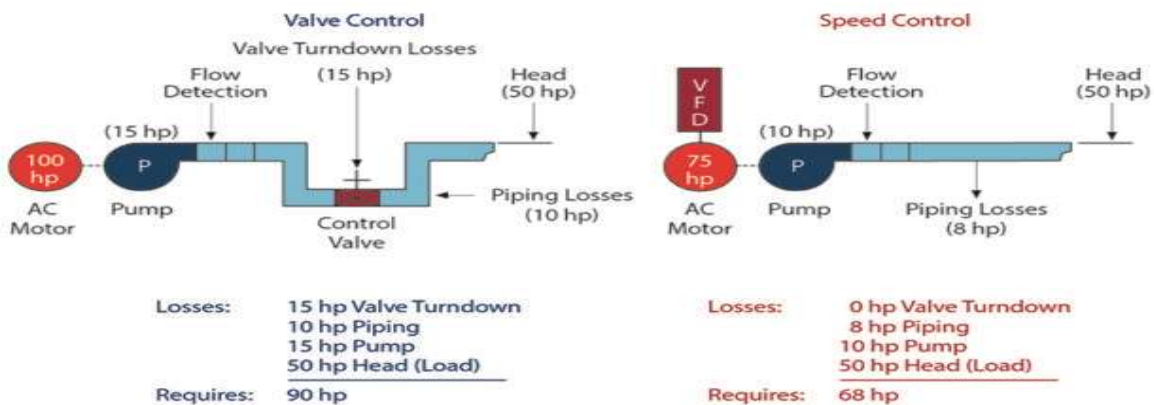 Valve Control
Valve Turndown Losses
(15 hp)
Flow
Detection
Head
(50 hp)
(15 hp)
100
hp
P
AC
Motor
Pump
Control
Valve
Piping Losses
(10 hp)
Losses: 15 hp Valve Turndown
10 hp Piping
15 hp Pump
50 hp Head (Load)
Requires: 90 hp
Speed Control
VFD
Flow
Detection
Head
(50 hp)
(10 hp)
75
hp
P
AC
Motor
Pump
Piping Losses
(8 hp)
Losses: 0 hp Valve Turndown
8 hp Piping
10 hp Pump
50 hp Head (Load)
Requires: 68 hp